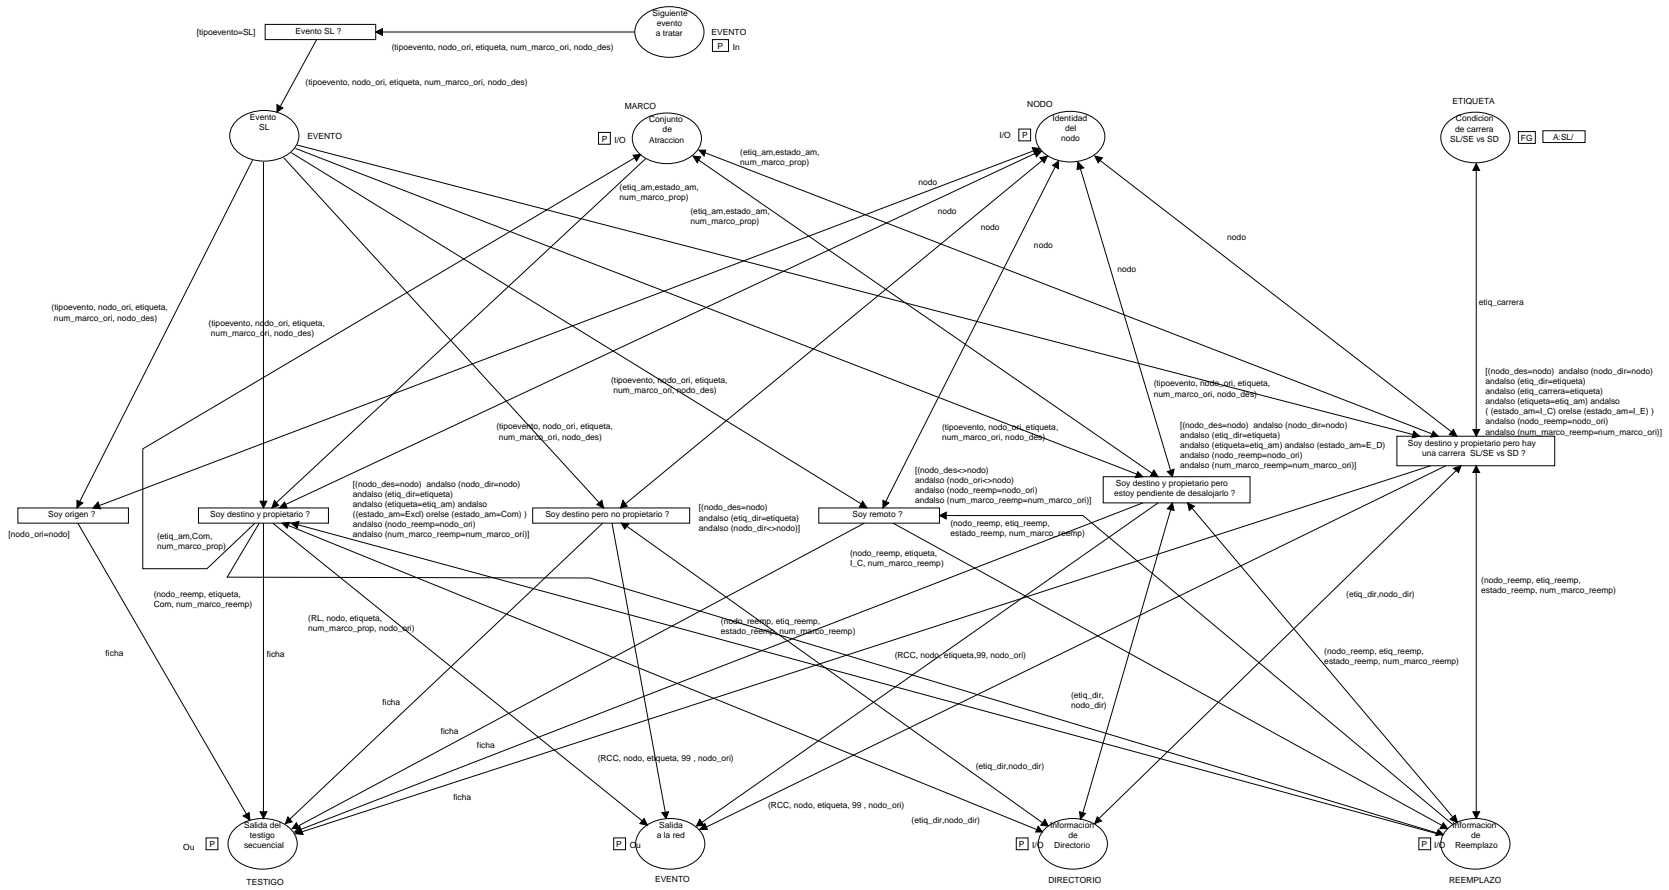 Siguiente
evento
a tratar
EVENTO
P In
[tipoevento=SL]
Evento SL ?
(tipoevento, nodo_ori, etiqueta, num_marco_ori, nodo_des)
(tipoevento, nodo_ori, etiqueta, num_marco_ori, nodo_des)
Evento
SL
EVENTO
MARCO
P I/O
Conjunto
de
Atraccion
NODO
I/O P
Identidad
del
nodo
ETIQUETA
Condicion
de carrera
SL/SE vs SD
FG A:SL/
(etiq_am,estado_am,
num_marco_prop)
(etiq_am,estado_am,
num_marco_prop)
(etiq_am,estado_am,
num_marco_prop)
nodo
nodo
nodo
nodo
nodo
nodo
etiq_carrera
(tipoevento, nodo_ori, etiqueta,
num_marco_ori, nodo_des)
(tipoevento, nodo_ori, etiqueta,
num_marco_ori, nodo_des)
(tipoevento, nodo_ori, etiqueta,
num_marco_ori, nodo_des)
(tipoevento, nodo_ori, etiqueta,
num_marco_ori, nodo_des)
(tipoevento, nodo_ori, etiqueta,
num_marco_ori, nodo_des)
(tipoevento, nodo_ori, etiqueta,
num_marco_ori, nodo_des)
[(nodo_des=nodo) andalso (nodo_dir=nodo)
andalso (etiq_dir=etiqueta)
andalso (etiq_carrera=etiqueta)
andalso (etiqueta=etiq_am) andalso
( (estado_am=I_C) orelse (estado_am=I_E) )
andalso (nodo_reemp=nodo_ori)
andalso (num_marco_reemp=num_marco_ori)]
Soy destino y propietario pero hay
una carrera SL/SE vs SD ?
[(nodo_des=nodo) andalso (nodo_dir=nodo)
andalso (etiq_dir=etiqueta)
andalso (etiqueta=etiq_am) andalso (estado_am=E_D)
andalso (nodo_reemp=nodo_ori)
andalso (num_marco_reemp=num_marco_ori)]
Soy destino y propietario pero
estoy pendiente de desalojarlo ?
[(nodo_des<>nodo)
andalso (nodo_ori<>nodo)
andalso (nodo_reemp=nodo_ori)
andalso (num_marco_reemp=num_marco_ori)]
Soy remoto ?
[(nodo_des=nodo)
andalso (etiq_dir=etiqueta)
andalso (nodo_dir<>nodo)]
Soy destino pero no propietario ?
[(nodo_des=nodo) andalso (nodo_dir=nodo)
andalso (etiq_dir=etiqueta)
andalso (etiqueta=etiq_am) andalso
((estado_am=Excl) orelse (estado_am=Com) )
andalso (nodo_reemp=nodo_ori)
andalso (num_marco_reemp=num_marco_ori)]
Soy destino y propietario ?
Soy origen ?
[nodo_ori=nodo]
(etiq_am,Com,
num_marco_prop)
(nodo_reemp, etiqueta,
Com, num_marco_reemp)
(RL, nodo, etiqueta,
num_marco_prop, nodo_ori)
(nodo_reemp, etiq_reemp,
estado_reemp, num_marco_reemp)
(nodo_reemp, etiqueta,
I_C, num_marco_reemp)
(nodo_reemp, etiq_reemp,
estado_reemp, num_marco_reemp)
(nodo_reemp, etiq_reemp,
estado_reemp, num_marco_reemp)
(nodo_reemp, etiq_reemp,
estado_reemp, num_marco_reemp)
(etiq_dir,nodo_dir)
(RCC, nodo, etiqueta,99, nodo_ori)
(etiq_dir,
nodo_dir)
(RCC, nodo, etiqueta, 99 , nodo_ori)
(etiq_dir,nodo_dir)
(RCC, nodo, etiqueta, 99 , nodo_ori)
(etiq_dir,nodo_dir)
ficha
ficha
ficha
ficha
ficha
ficha
Ou P
Salida del
testigo
secuencial
TESTIGO
P Ou
Salida
a la red
EVENTO
P I/O
Informacion
de
Directorio
DIRECTORIO
P I/O
Informacion
de
Reemplazo
REEMPLAZO